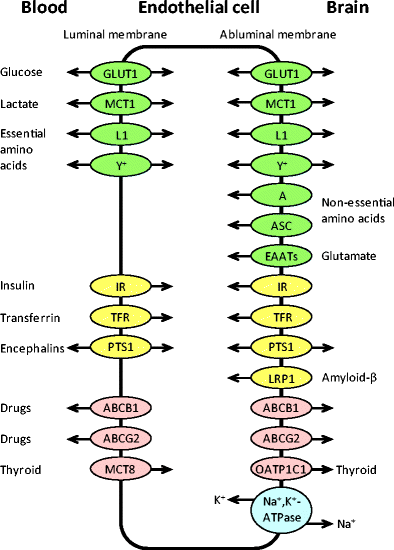 Blood Endothelial cell Brain
Luminal membrane Abluminal membrane
Glucose GLUT1 GLUT1
Lactate MCT1 MCT1
Essential
amino
acids
L1 L1
Y⁺ Y⁺
A
Non-essential
amino acids
ASC
EAATs Glutamate
Insulin IR IR
Transferrin TFR TFR
Encephalins PTS1 PTS1
LRP1 Amyloid-β
Drugs ABCB1 ABCB1
Drugs ABCG2 ABCG2
Thyroid MCT8 OATP1C1 Thyroid
K⁺
Na⁺,K⁺-
ATPase
Na⁺